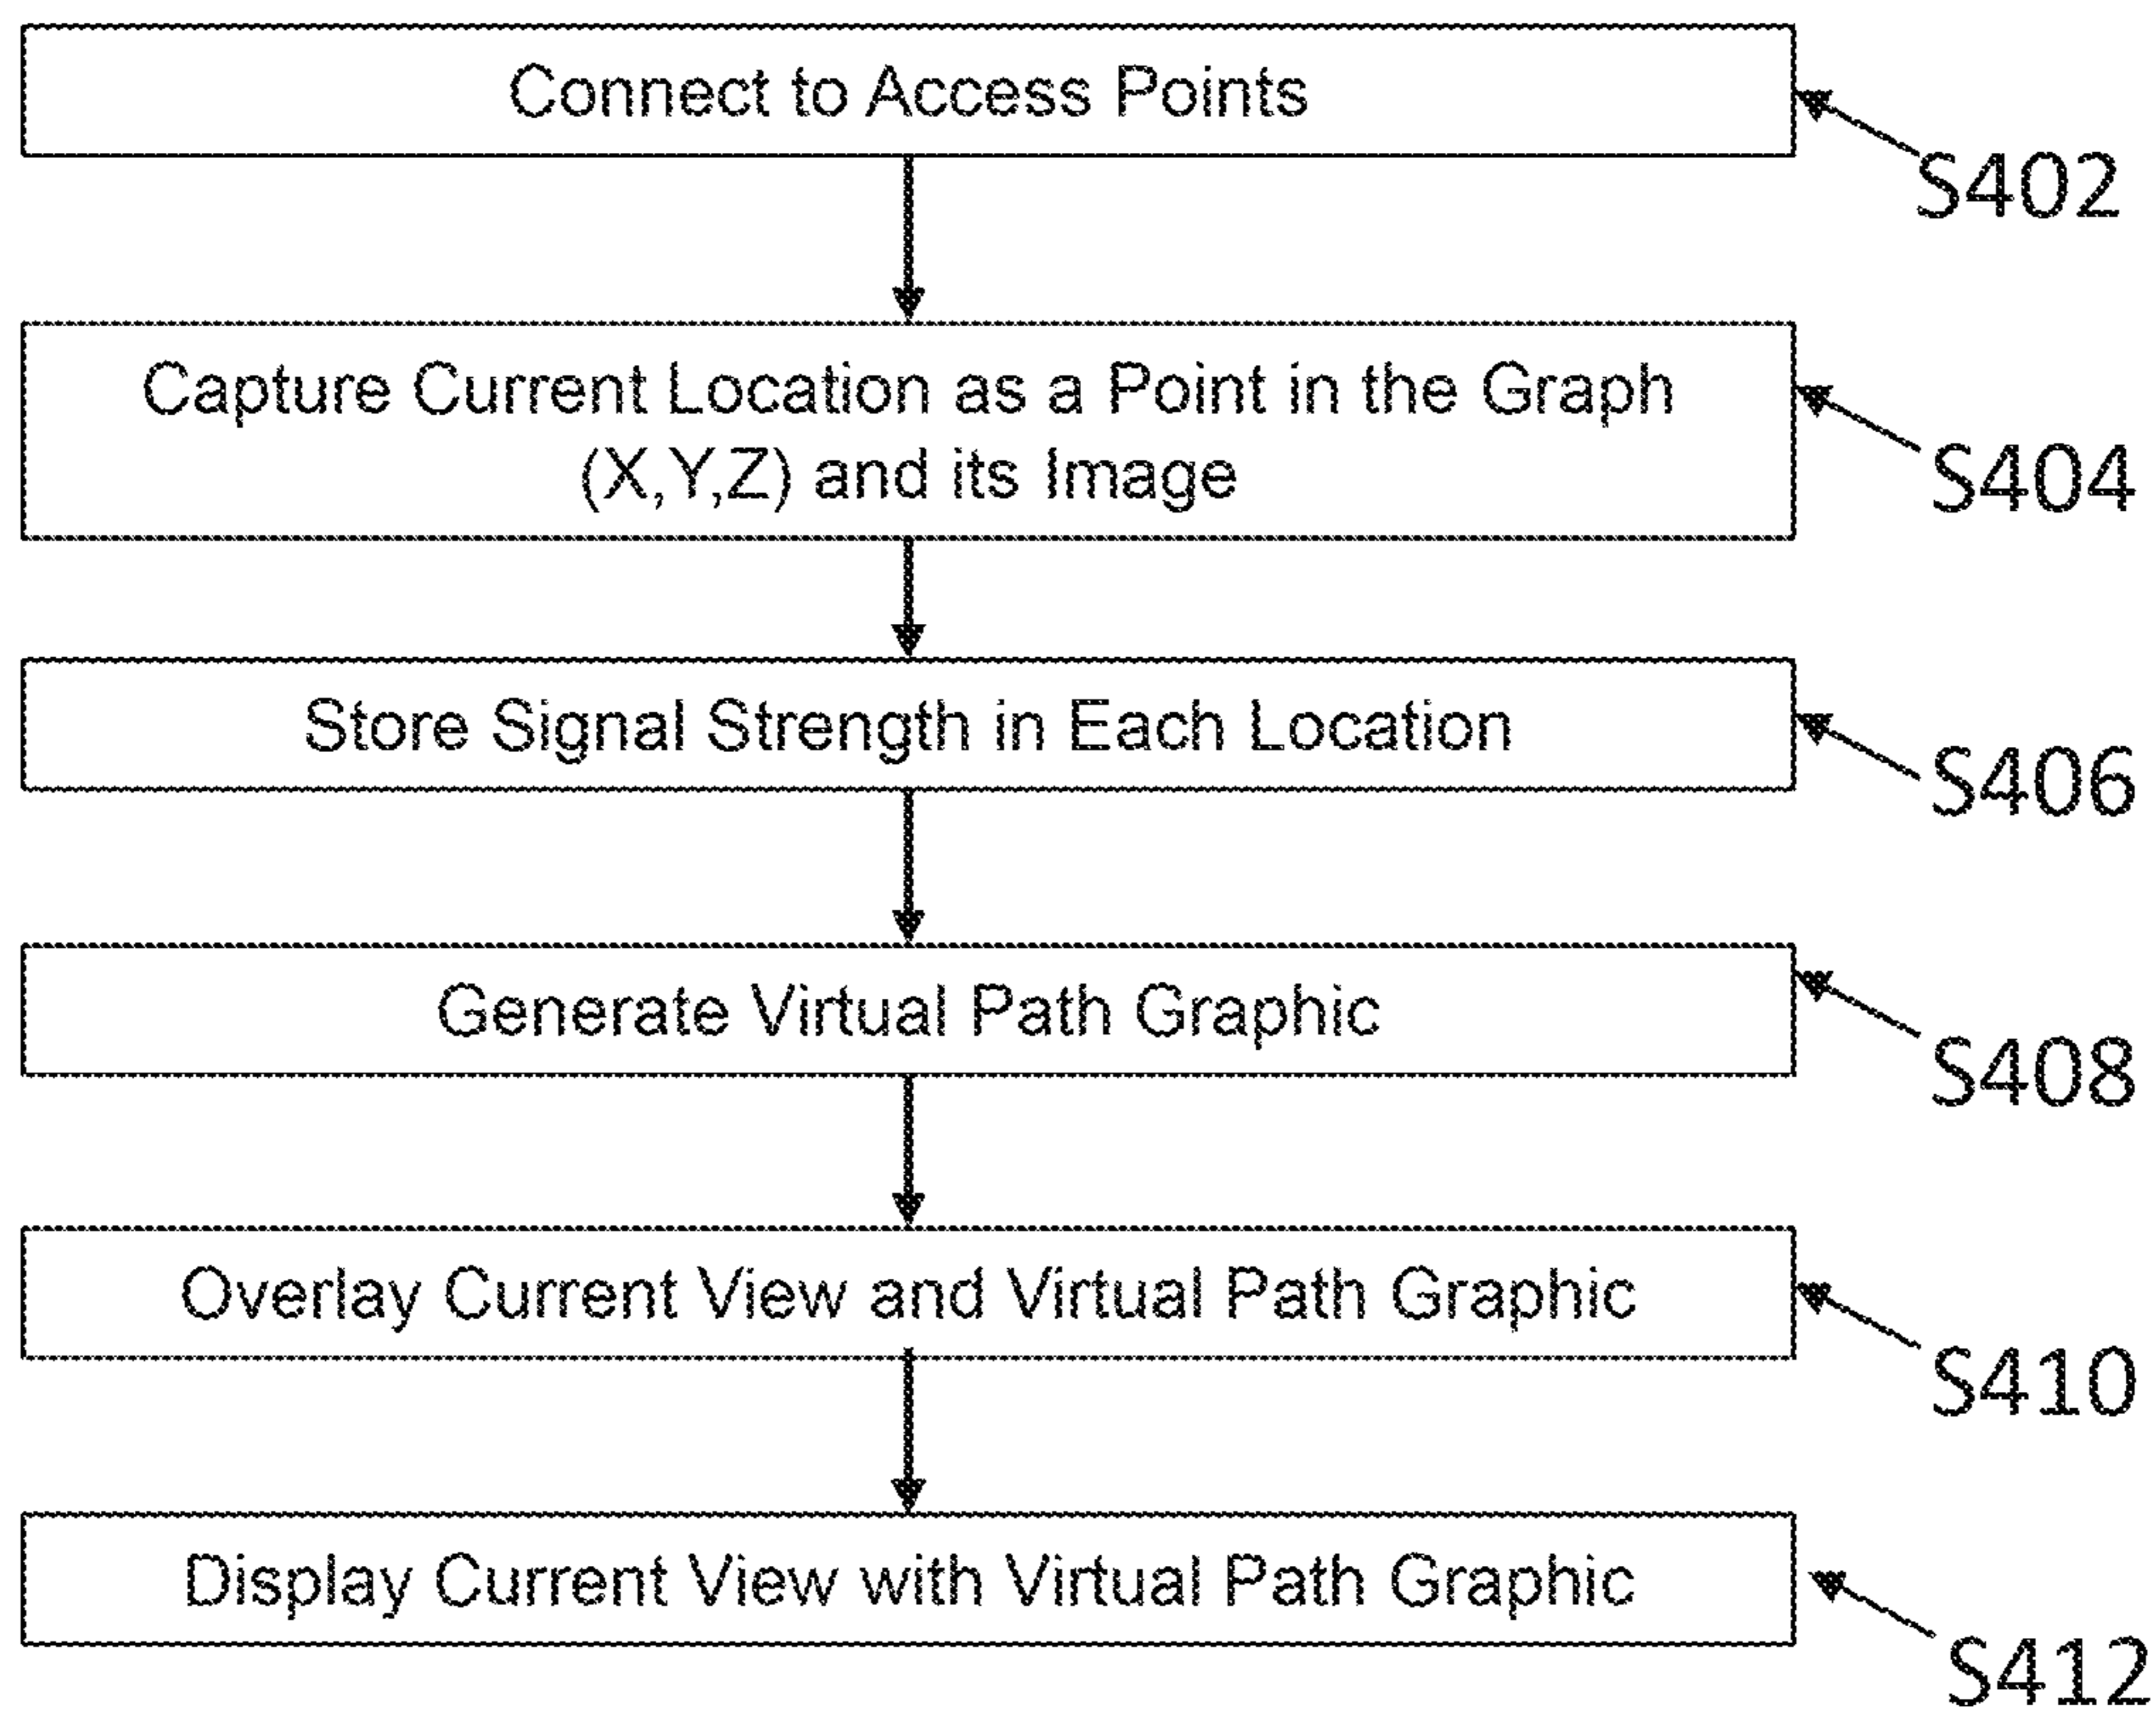 Connect to Access Points
S402
Capture Current Location as a Point in the Graph
(X,Y,Z) and its Image
S404
Store Signal Strength in Each Location
S406
Generate Virtual Path Graphic
S408
Overlay Current View and Virtual Path Graphic
S410
Display Current View with Virtual Path Graphic
S412